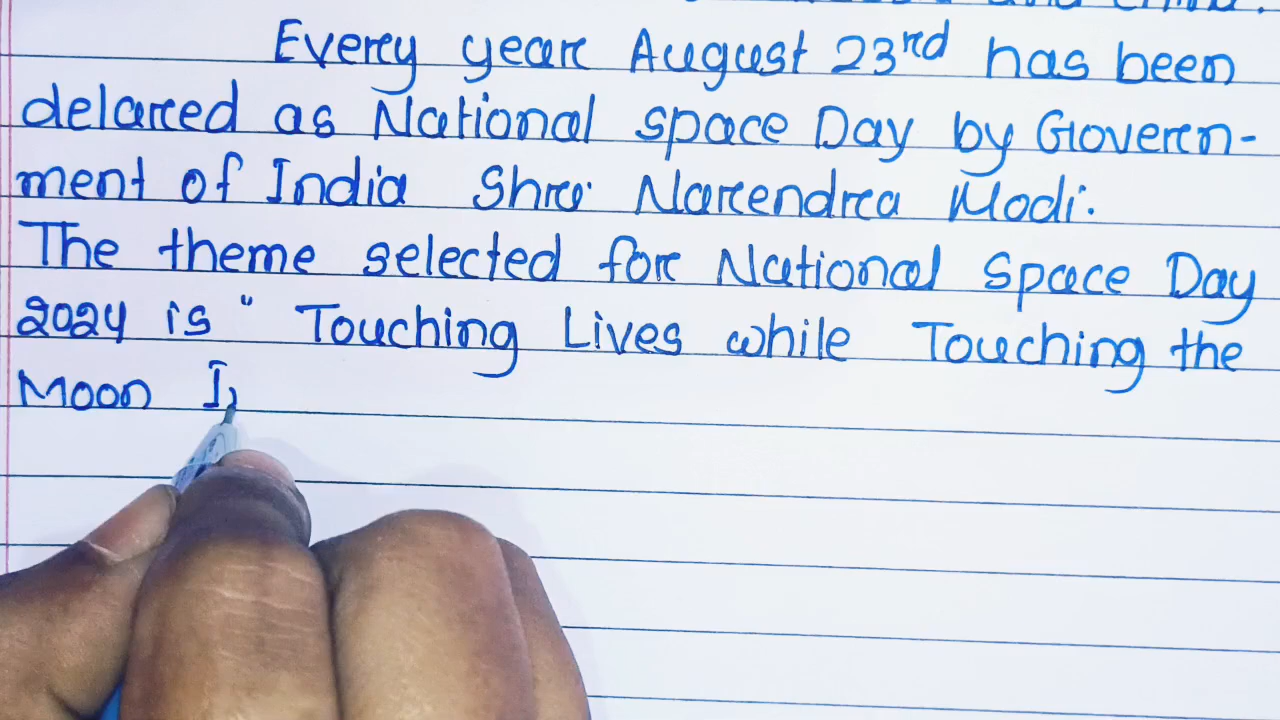 Every year August 23rd has been
delared as National space Day by Govern-
ment of India Shri Narendra Modi.
The theme selected for National Space Day
2024 is " Touching Lives while Touching the
Moon I